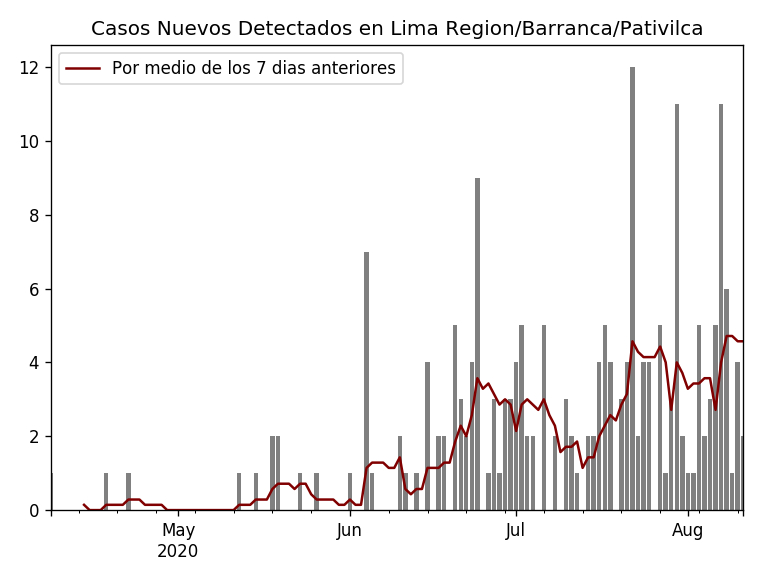 Casos Nuevos Detectados en Lima Region/Barranca/Pativilca
Por medio de los 7 dias anteriores
12
10
8
6
4
2
0
May
2020
Jun
Jul
Aug